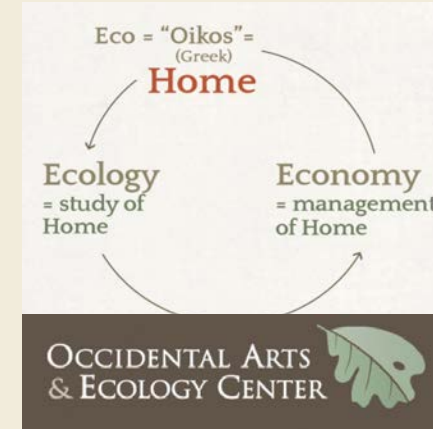 Eco = “Oikos”=
(Greek)
Home
Ecology
= study of
Home
Economy
= management
of Home
OCCIDENTAL ARTS
& ECOLOGY CENTER